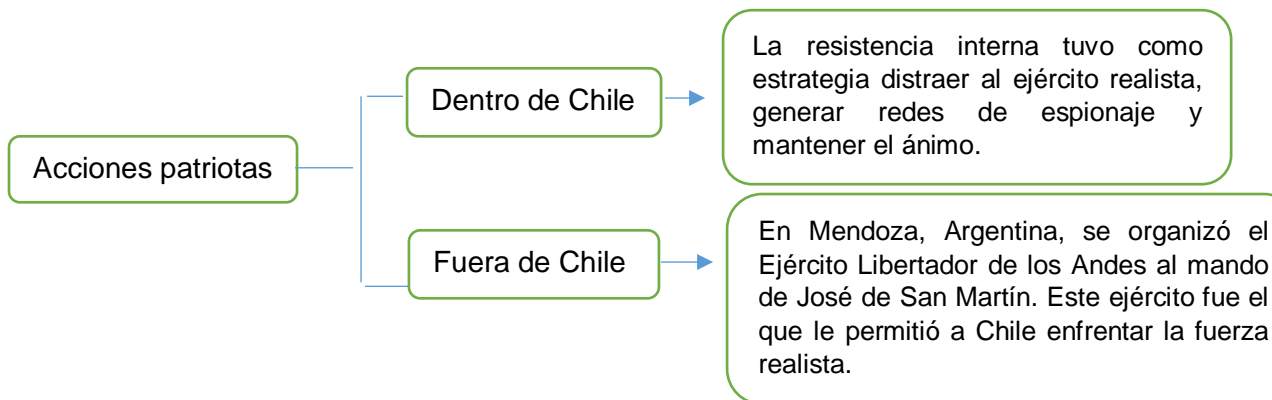 Acciones patriotas
Dentro de Chile
La resistencia interna tuvo como
estrategia distraer al ejército realista,
generar redes de espionaje y
mantener el ánimo.
Fuera de Chile
En Mendoza, Argentina, se organizó el
Ejército Libertador de los Andes al mando
de José de San Martín. Este ejército fue el
que le permitió a Chile enfrentar la fuerza
realista.